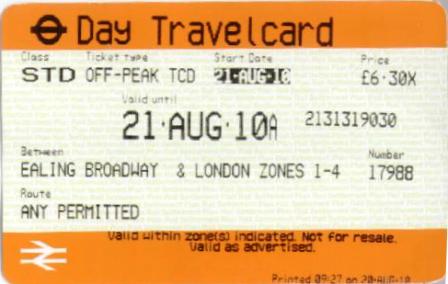 Day Travelcard
Class Ticket type Start Date Price
STD OFF-PEAK TCD 21·AUG·10 £6·30X
Valid until
21·AUG·10A 2131319030
Between Number
EALING BROADWAY & LONDON ZONES 1-4 17988
Route
ANY PERMITTED
Valid within zone(s) indicated. Not for resale.
Valid as advertised.
Printed 09:27 on 20·AUG·10